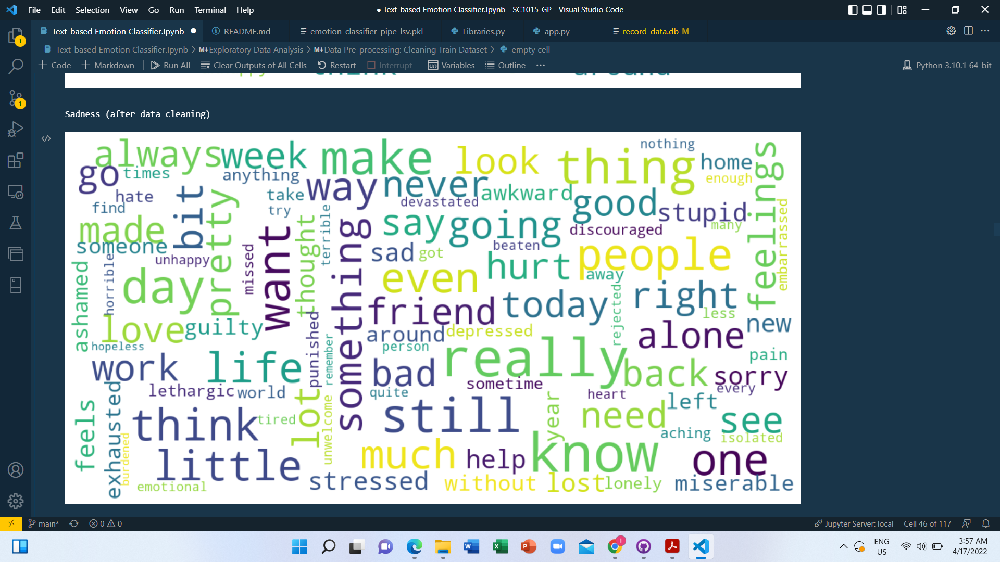 File Edit Selection View Go Run Terminal Help
● Text-based Emotion Classifier.Ipynb - SC1015-GP - Visual Studio Code
Text-based Emotion Classifier.Ipynb ● README.md emotion_classifier_pipe_lsv.pkl Libraries.py app.py record_data.db M
Text-based Emotion Classifier.Ipynb > M↓Exploratory Data Analysis > M↓Data Pre-processing: Cleaning Train Dataset > empty cell
+ Code + Markdown | Run All Clear Outputs of All Cells Restart Interrupt | Variables Outline ...
Python 3.10.1 64-bit
1
1
around
Sadness (after data cleaning)
always week make look thing nothing home enough feelings
go times anything way never awkward good stupid many embarrassed
hate find bit pretty take try devastated say going discouraged
made someone unhappy missed want thought terrible something sad got beaten people
ashamed horrible day even hurt away right
love guilty punished friend today rejected less new
hopeless remember around depressed person alone pain
work life bad really back sorry every
lethargic world quite sometime heart left
feels exhausted burdened think tired lot unwelcome still year need see
aching isolated
little much help know one
emotional stressed without lost lonely miserable
main* 0 0
Jupyter Server: local Cell 46 of 117
ENG
US
3:57 AM
4/17/2022